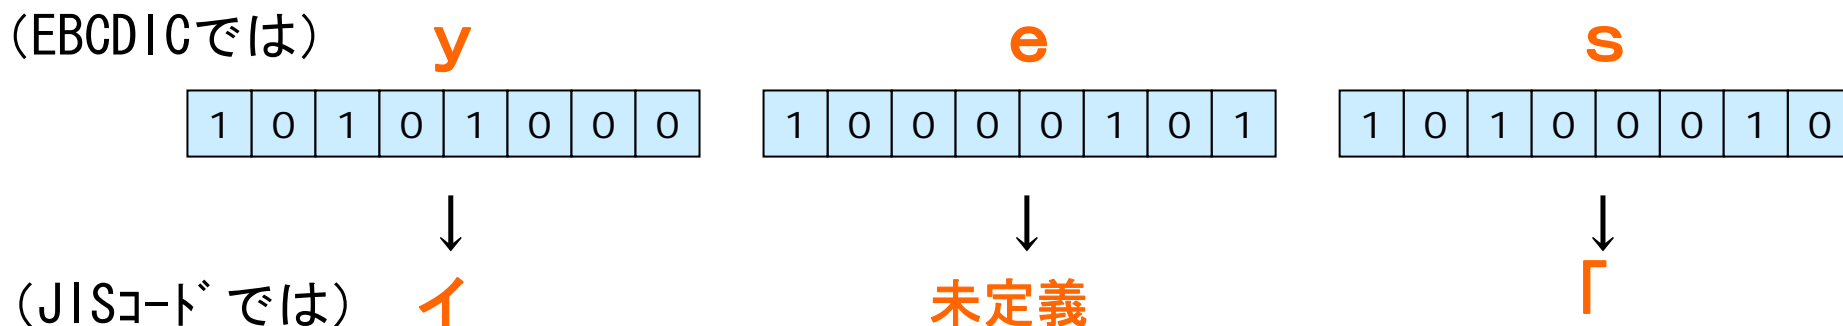 (EBCDICでは) y e s
1 0 1 0 1 0 0 0 1 0 0 0 0 1 0 1 1 0 1 0 0 0 1 0
↓ ↓ ↓
(JISｺｰﾄﾞでは) イ 未定義 「